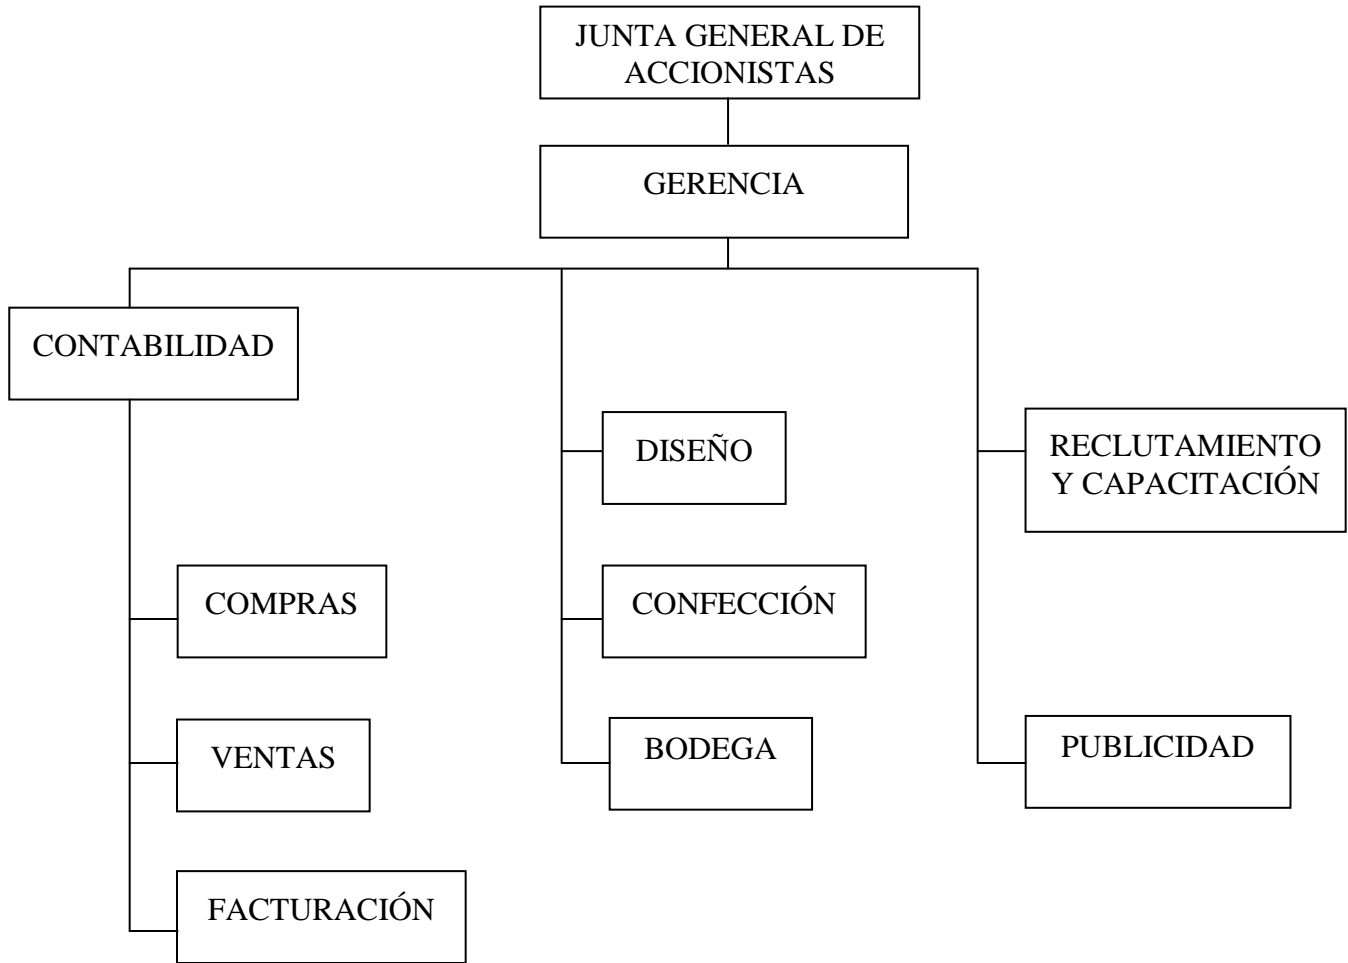 JUNTA GENERAL DE
ACCIONISTAS
GERENCIA
CONTABILIDAD
DISEÑO
RECLUTAMIENTO
Y CAPACITACIÓN
COMPRAS
CONFECCIÓN
VENTAS
BODEGA
PUBLICIDAD
FACTURACIÓN